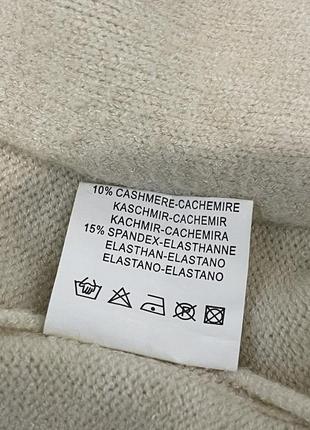 10% CASHMERE-CACHEMIRE
KASCHMIR-CACHEMIR
KACHMIR-CACHEMIRA
15% SPANDEX-ELASTHANNE
ELASTHAN-ELASTANO
ELASTANO-ELASTANO